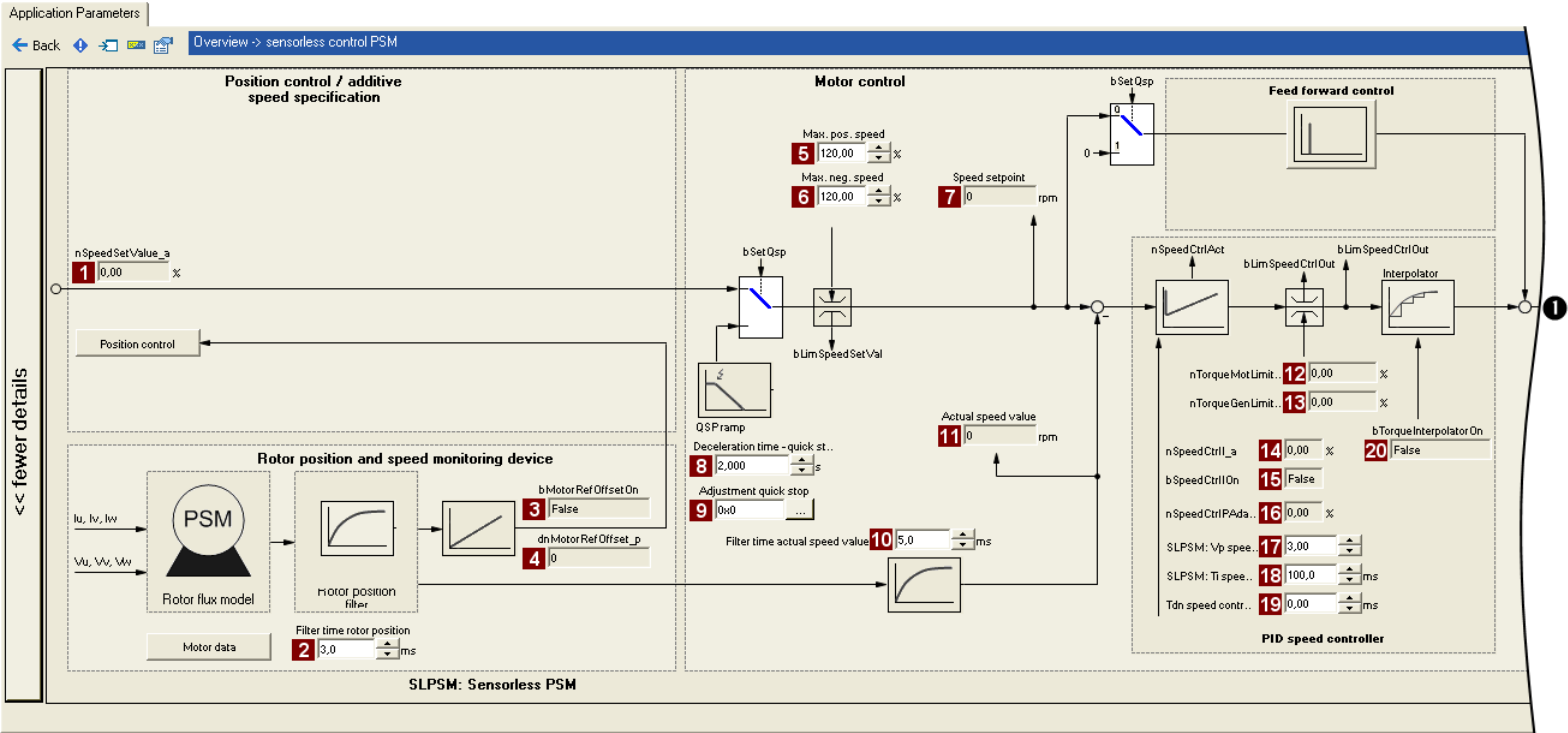 Application Parameters
Back
Overview -> sensorless control PSM
<< fewer details
Position control / additive
speed specification
nSpeedSetValue_a
1 0,00 %
Position control
Rotor position and speed monitoring device
Iu, Iv, Iw
Vu, Vv, Vw
PSM
Rotor flux model
Rotor position
filter
bMotorRefOffsetOn
3 False
dnMotorRefOffset_p
4 0
Motor data
Filter time rotor position
2 3,0 ms
SLPSM: Sensorless PSM
Motor control
Max. pos. speed
5 120,00 %
Max. neg. speed
6 120,00 %
Speed setpoint
7 0 rpm
bSetQsp
bLimSpeedSetVal
QSP ramp
Deceleration time - quick st..
8 2,000 s
Adjustment quick stop
9 0x0 ...
Filter time actual speed value 10 5,0 ms
Actual speed value
11 0 rpm
-
bSetQsp
0
0 1
Feed forward control
nSpeedCtrlAct
bLimSpeedCtrlOut
bLimSpeedCtrlOut
Interpolator
1
nTorqueMotLimit.. 12 0,00 %
nTorqueGenLimit.. 13 0,00 %
bTorqueInterpolatorOn
20 False
nSpeedCtrlI_a 14 0,00 %
bSpeedCtrlIOn 15 False
nSpeedCtrlPAda.. 16 0,00 %
SLPSM: Vp spee.. 17 3,00
SLPSM: Ti spee.. 18 100,0 ms
Tdn speed contr.. 19 0,00 ms
PID speed controller